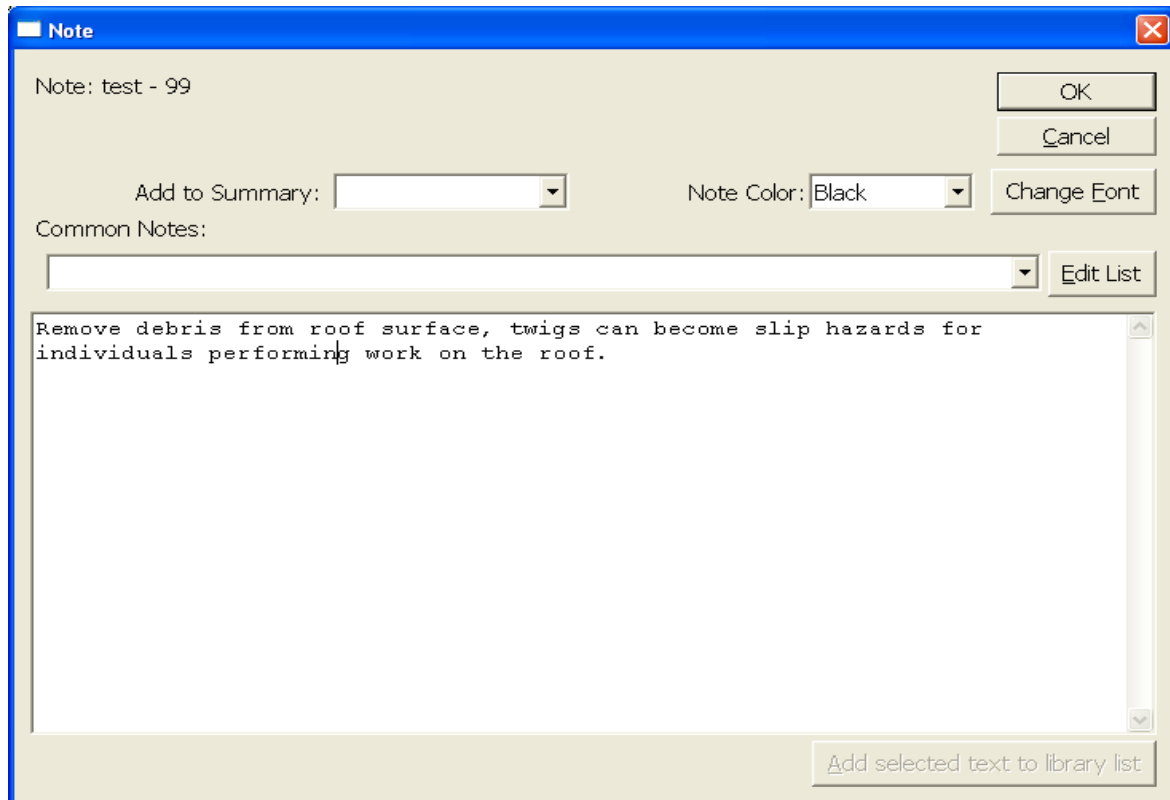 Note
Note: test - 99
OK
Cancel
Add to Summary:
Note Color: Black
Change Font
Common Notes:
Edit List
Remove debris from roof surface, twigs can become slip hazards for
individuals performing work on the roof.
Add selected text to library list